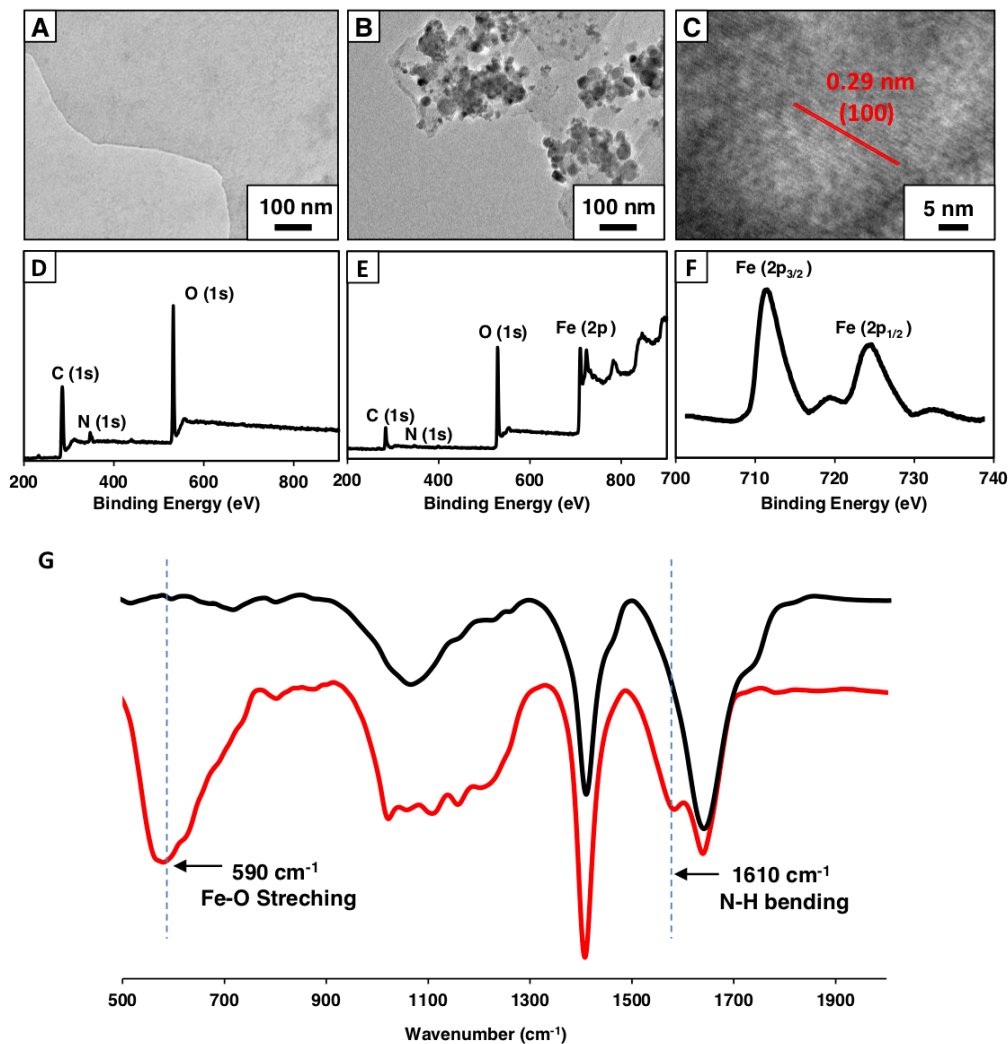 A
100 nm
B
100 nm
C
0.29 nm
(100)
5 nm
D
O (1s)
C (1s)
N (1s)
200 400 600 800
Binding Energy (eV)
E
O (1s)
Fe (2p)
C (1s)
N (1s)
200 400 600 800
Binding Energy (eV)
F
Fe (2p3/2)
Fe (2p1/2)
700 710 720 730 740
Binding Energy (eV)
G
590 cm-1
Fe-O Streching
1610 cm-1
N-H bending
500 700 900 1100 1300 1500 1700 1900
Wavenumber (cm-1)